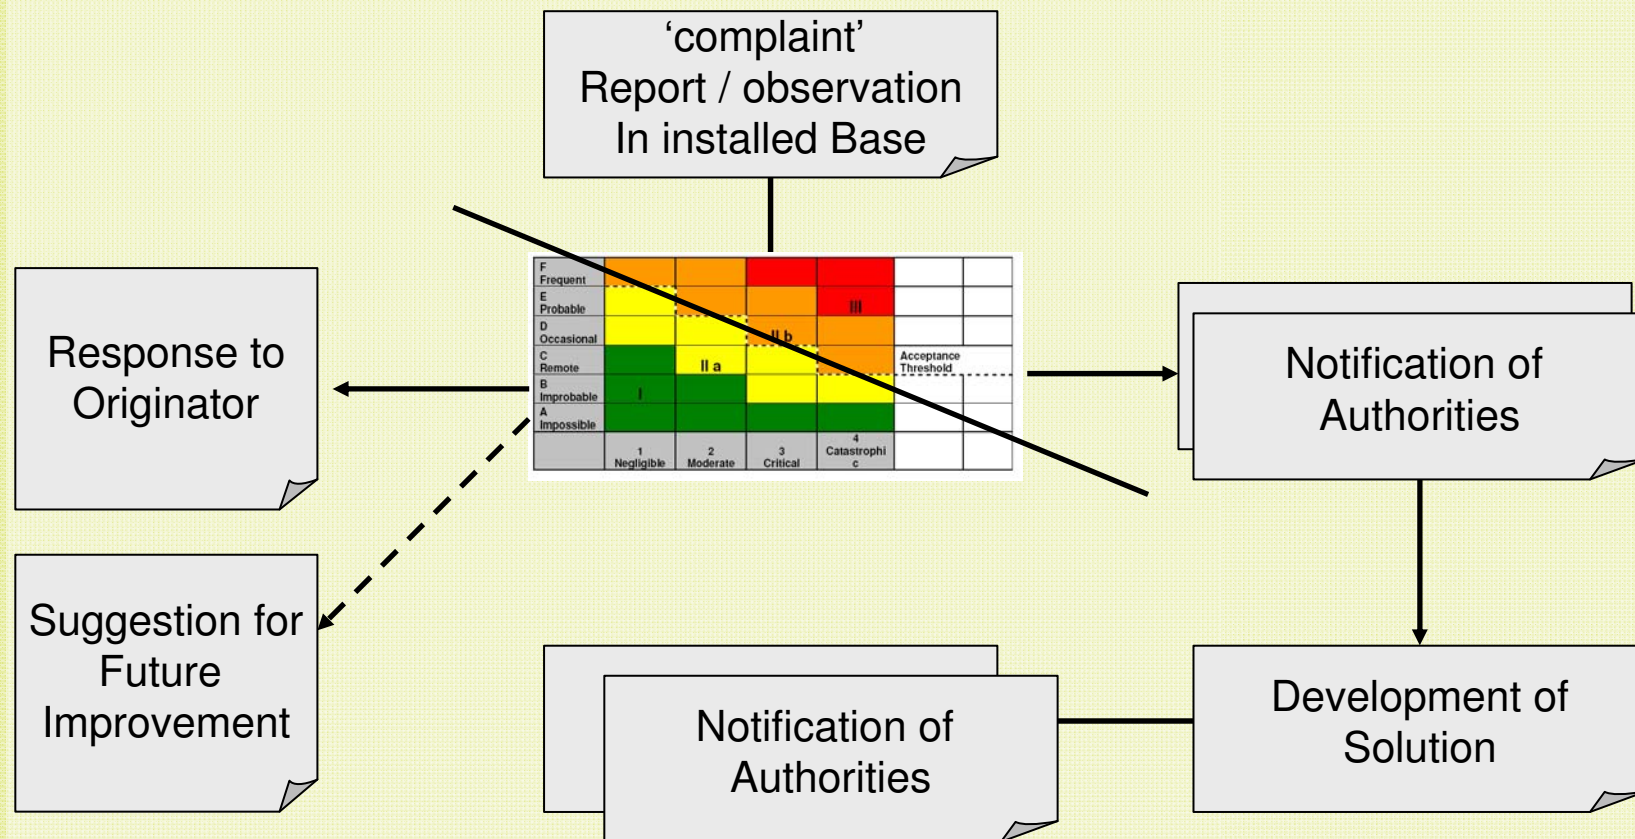 ‘complaint’
Report / observation
In installed Base
F
Frequent
E
Probable
III
D
Occasional
II b
C
Remote
II a
Acceptance
Threshold
B
Improbable
I
A
Impossible
1
Negligible
2
Moderate
3
Critical
4
Catastrophi
c
Response to
Originator
Notification of
Authorities
Suggestion for
Future
Improvement
Notification of
Authorities
Development of
Solution